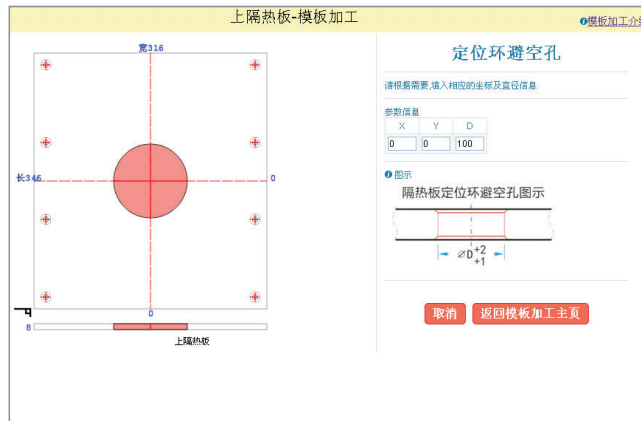 上隔热板-模板加工
模板加工介绍
宽316
长346
0
0
8
上隔热板
定位环避空孔
请根据需要,填入相应的坐标及直径信息
参数信息
X Y D
0 0 100
图示
隔热板定位环避空孔图示
⌀D+2
+1
取消 返回模板加工主页